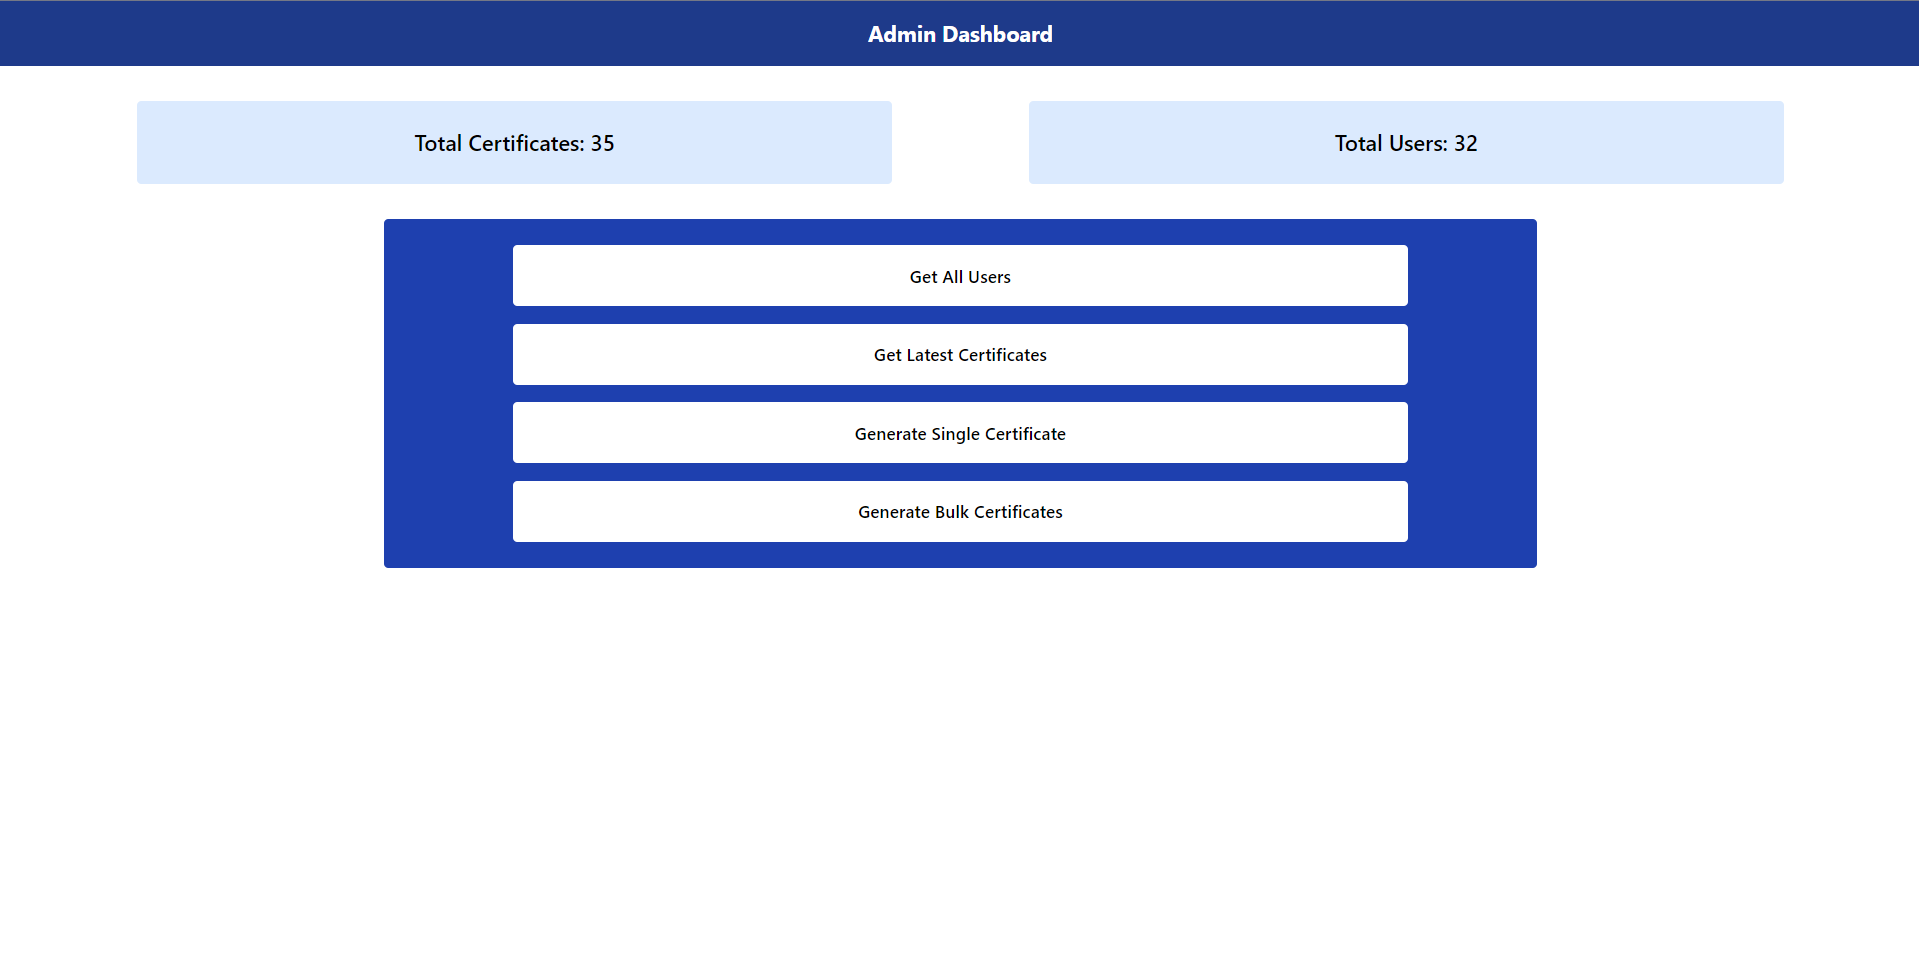 Admin Dashboard
Total Certificates: 35
Total Users: 32
Get All Users
Get Latest Certificates
Generate Single Certificate
Generate Bulk Certificates